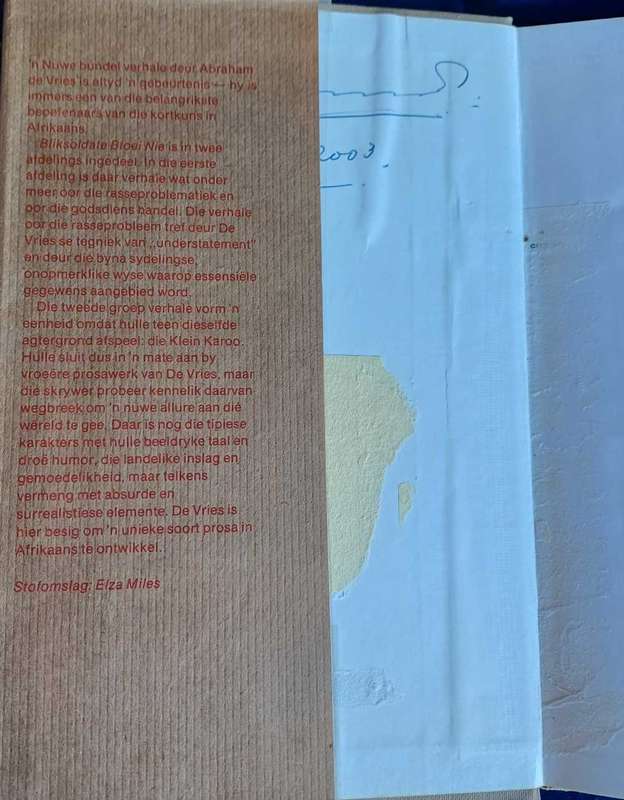 'n Nuwe bundel verhale deur Abraham
de Vries is altyd 'n gebeurtenis — hy is
immers een van die belangrikste
beoefenaars van die kortkuns in
Afrikaans.
Bliksoldate Bloei Nie is in twee
afdelings ingedeel. In die eerste
afdeling is daar verhale wat onder
meer oor die rasseproblematiek en
oor die godsdiens handel. Die verhale
oor die rasseprobleem tref deur De
Vries se tegniek van „understatement"
en deur die byna sydelingse,
onopmerklike wyse waarop essensiële
gegewens aangebied word.
Die tweede groep verhale vorm 'n
eenheid omdat hulle teen dieselfde
agtergrond afspeel: die Klein Karoo.
Hulle sluit dus in 'n mate aan by
vroeëre prosawerk van De Vries, maar
die skrywer probeer kennelik daarvan
wegbreek om 'n nuwe allure aan dié
wêreld te gee. Daar is nog die tipiese
karakters met hulle beeldryke taal en
droë humor, die landelike inslag en
gemoedelikheid, maar telkens
vermeng met absurde en
surrealistiese elemente. De Vries is
hier besig om 'n unieke soort prosa in
Afrikaans te ontwikkel.
Stofomslag: Elza Miles
2003.